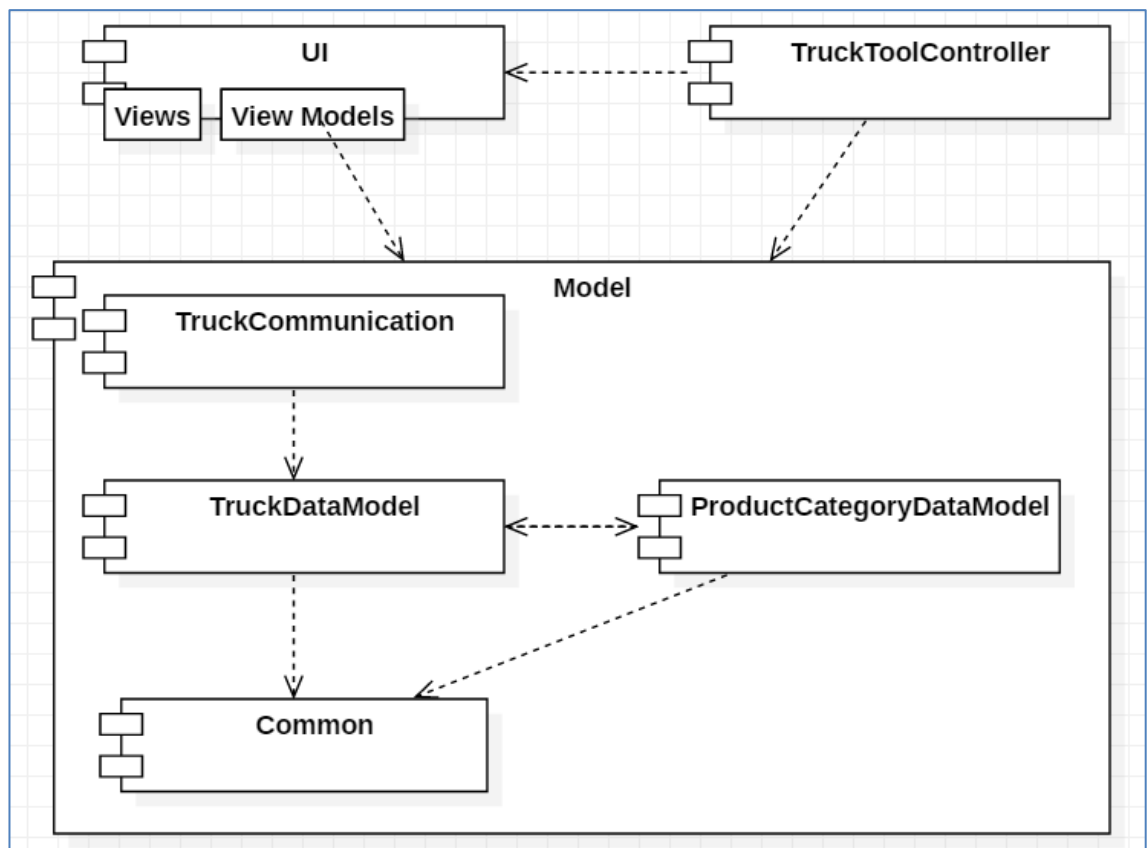 UI
TruckToolController
Views
View Models
Model
TruckCommunication
TruckDataModel
ProductCategoryDataModel
Common